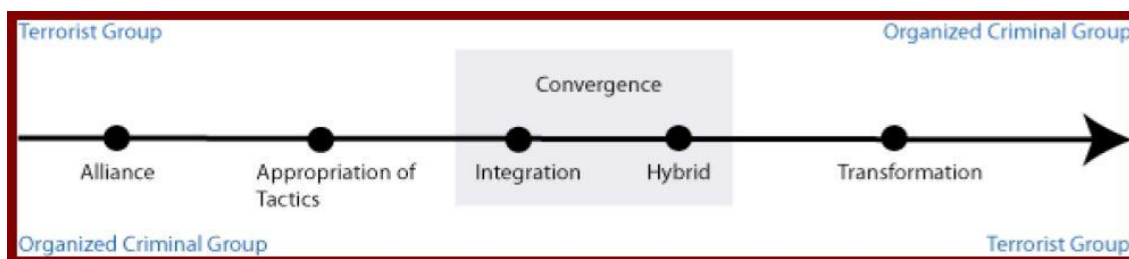 Terrorist Group
Organized Criminal Group
Convergence
Alliance
Appropriation of
Tactics
Integration
Hybrid
Transformation
Organized Criminal Group
Terrorist Group